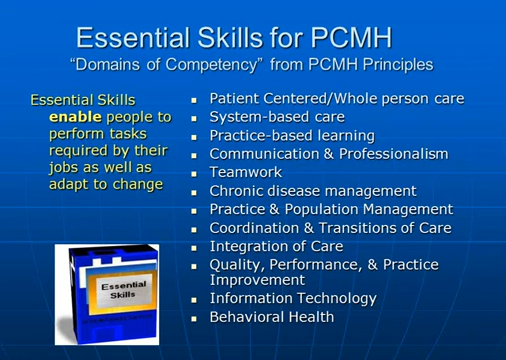 Essential Skills for PCMH
“Domains of Competency” from PCMH Principles
Essential Skills
enable people to
perform tasks
required by their
jobs as well as
adapt to change
Patient Centered/Whole person care
System-based care
Practice-based learning
Communication & Professionalism
Teamwork
Chronic disease management
Practice & Population Management
Coordination & Transitions of Care
Integration of Care
Quality, Performance, & Practice
Improvement
Information Technology
Behavioral Health
Essential
Skills